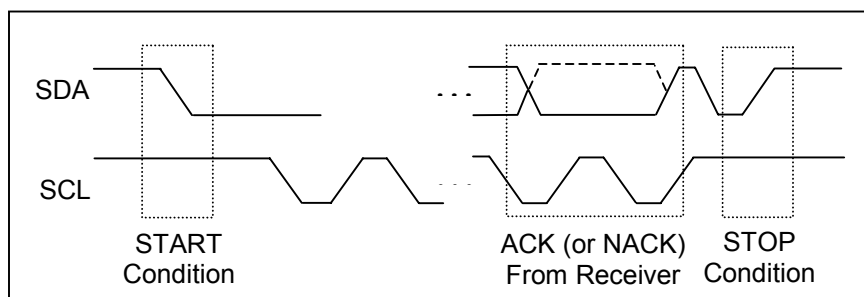 SDA
SCL
START
Condition
ACK (or NACK)
From Receiver
STOP
Condition